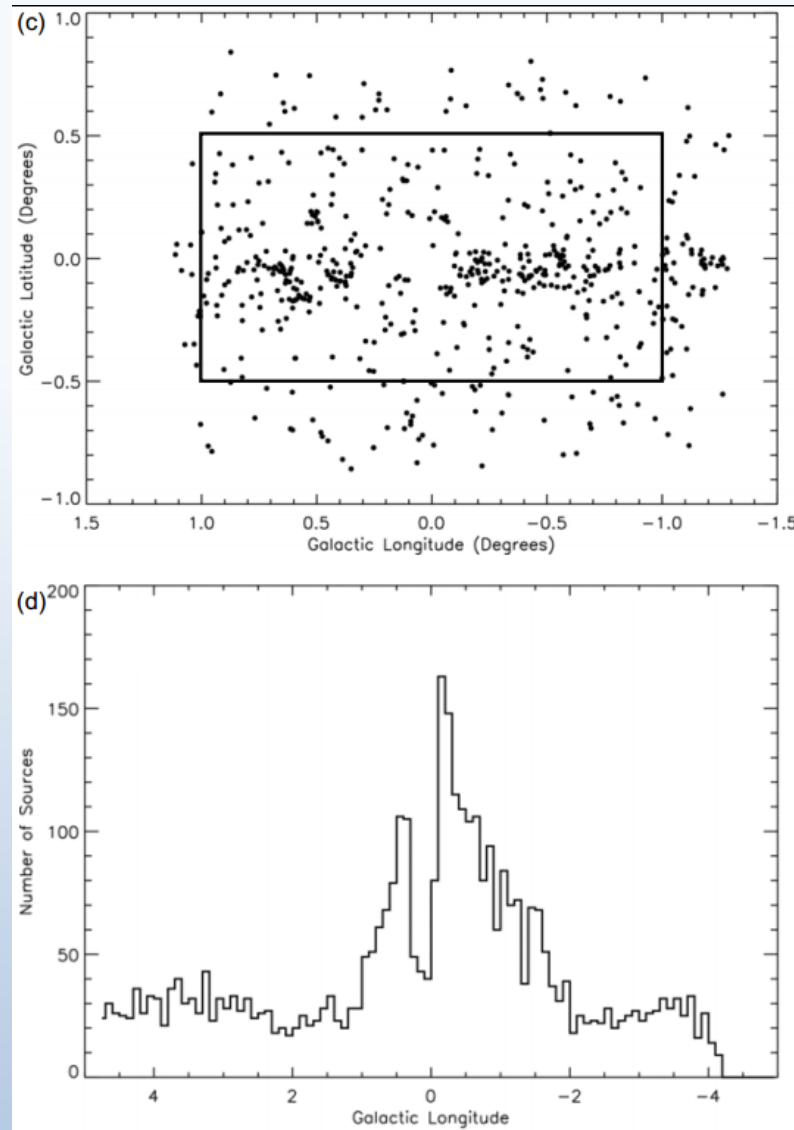 (c)
1.0
0.5
0.0
−0.5
−1.0
Galactic Latitude (Degrees)
1.5 1.0 0.5 0.0 −0.5 −1.0 −1.5
Galactic Longitude (Degrees)
(d)
200
150
100
50
0
Number of Sources
4 2 0 −2 −4
Galactic Longitude